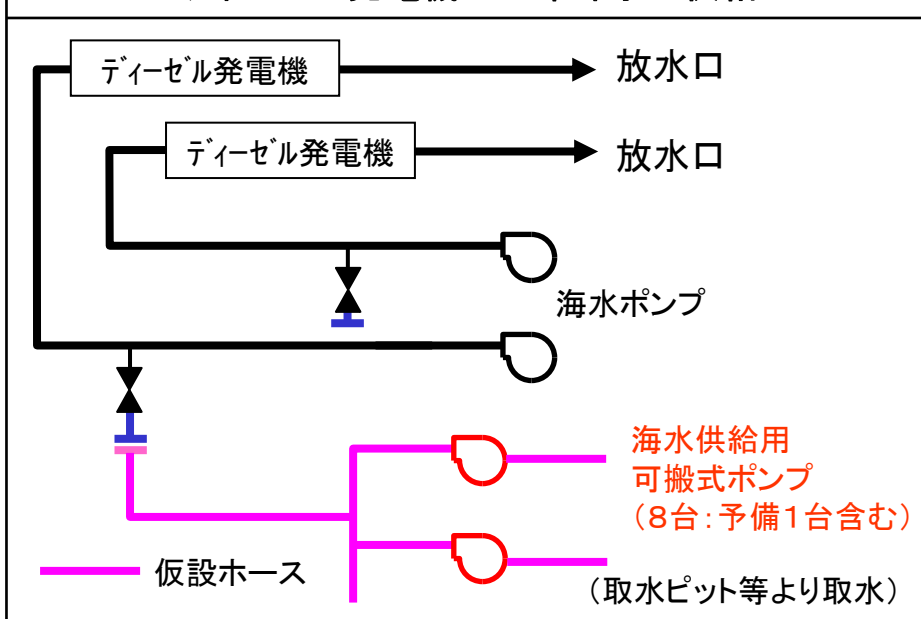 ディーゼル発電機
放水口
ディーゼル発電機
放水口
海水ポンプ
海水供給用
可搬式ポンプ
（８台：予備１台含む）
仮設ホース
（取水ピット等より取水）